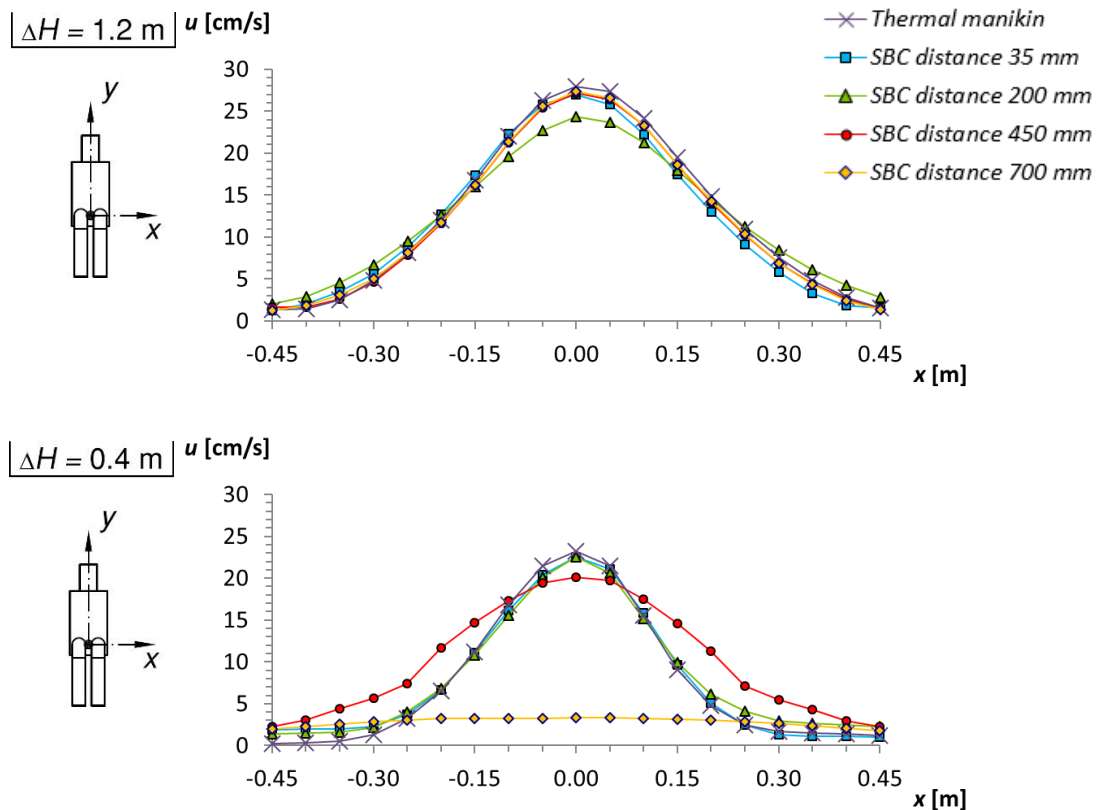 ΔH = 1.2 m
u [cm/s]
Thermal manikin
SBC distance 35 mm
SBC distance 200 mm
SBC distance 450 mm
SBC distance 700 mm
y
x
30
25
20
15
10
5
0
-0.45 -0.30 -0.15 0.00 0.15 0.30 0.45
x [m]
ΔH = 0.4 m
u [cm/s]
y
x
30
25
20
15
10
5
0
-0.45 -0.30 -0.15 0.00 0.15 0.30 0.45
x [m]